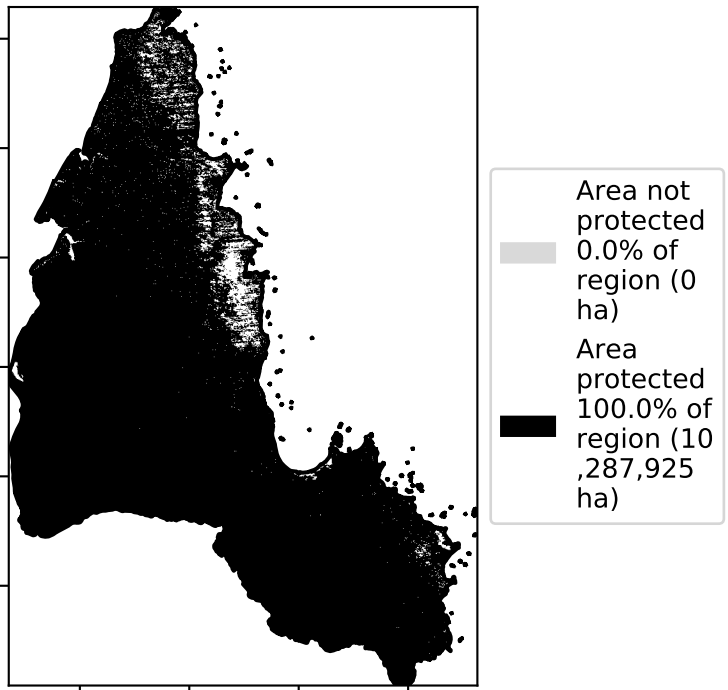 Area not
protected
0.0% of
region (0
ha)
Area
protected
100.0% of
region (10
,287,925
ha)